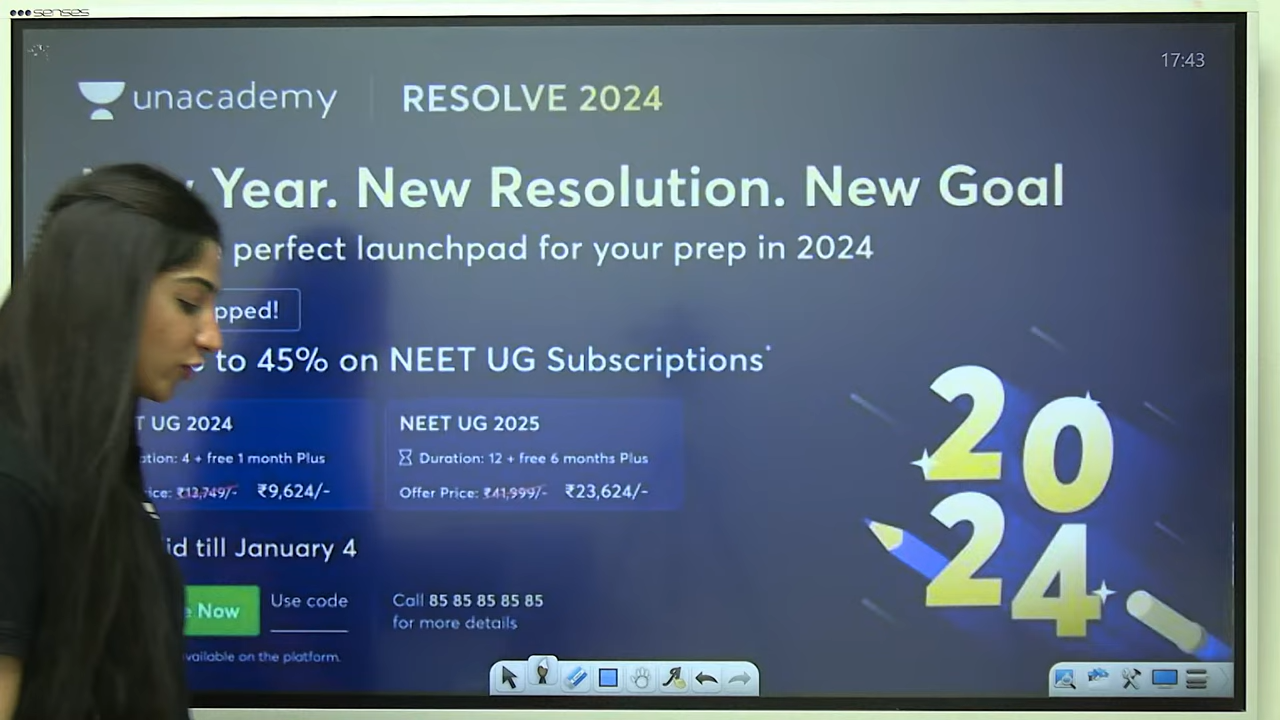 senses
17:43
unacademy | RESOLVE 2024
Year. New Resolution. New Goal
perfect launchpad for your prep in 2024
pped!
to 45% on NEET UG Subscriptions*
T UG 2024
NEET UG 2025
tion: 4 + free 1 month Plus
Duration: 12 + free 6 months Plus
ice: ₹12,749/- ₹9,624/-
Offer Price: ₹41,999/- ₹23,624/-
id till January 4
Now
Use code
Call 85 85 85 85 85
for more details
vailable on the platform.
20
24